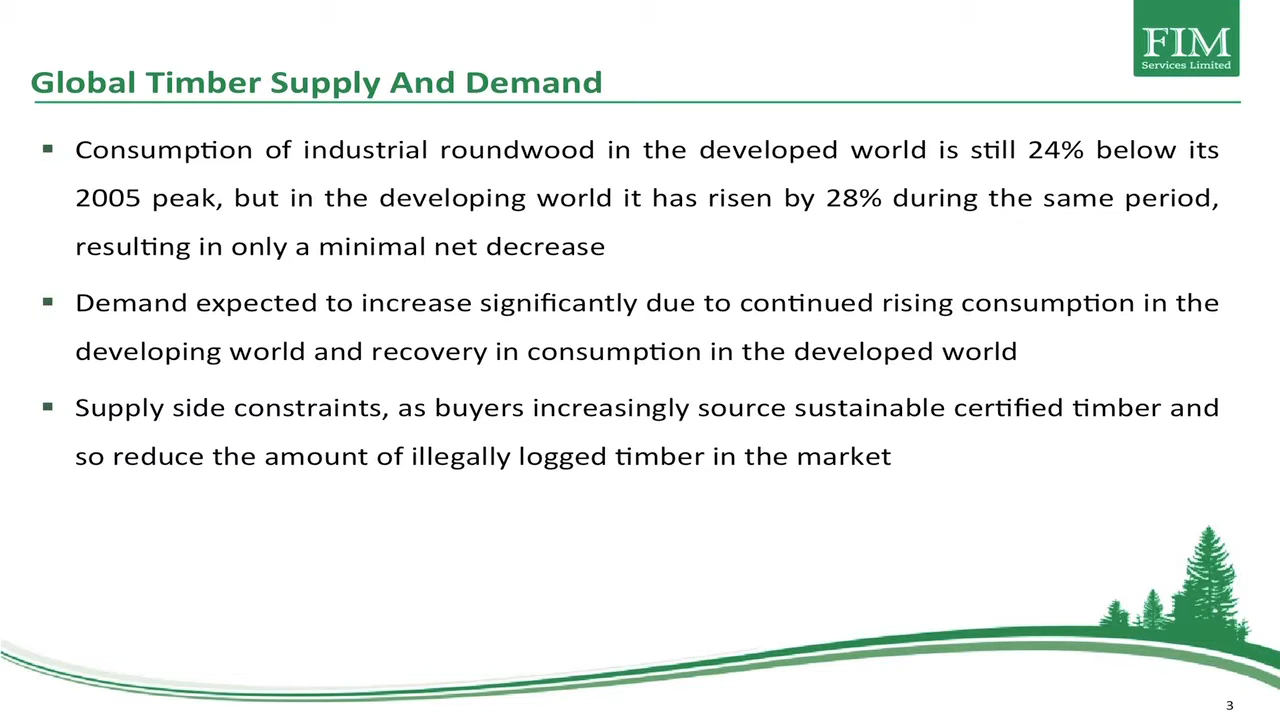 FIM
Services Limited
Global Timber Supply And Demand
▪ Consumption of industrial roundwood in the developed world is still 24% below its
2005 peak, but in the developing world it has risen by 28% during the same period,
resulting in only a minimal net decrease
▪ Demand expected to increase significantly due to continued rising consumption in the
developing world and recovery in consumption in the developed world
▪ Supply side constraints, as buyers increasingly source sustainable certified timber and
so reduce the amount of illegally logged timber in the market
3